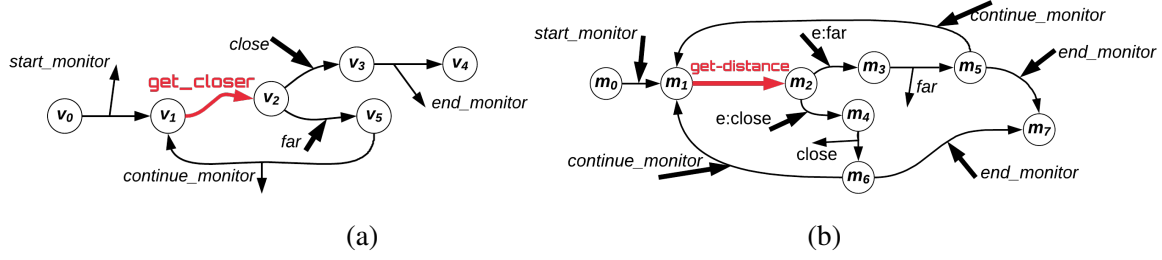 start_monitor
close
get_closer
v0
v1
v2
v3
v4
v5
end_monitor
far
continue_monitor
(a)
start_monitor
e:far
continue_monitor
end_monitor
get-distance
m0
m1
m2
m3
m5
far
e:close
m4
m7
close
continue_monitor
m6
end_monitor
(b)